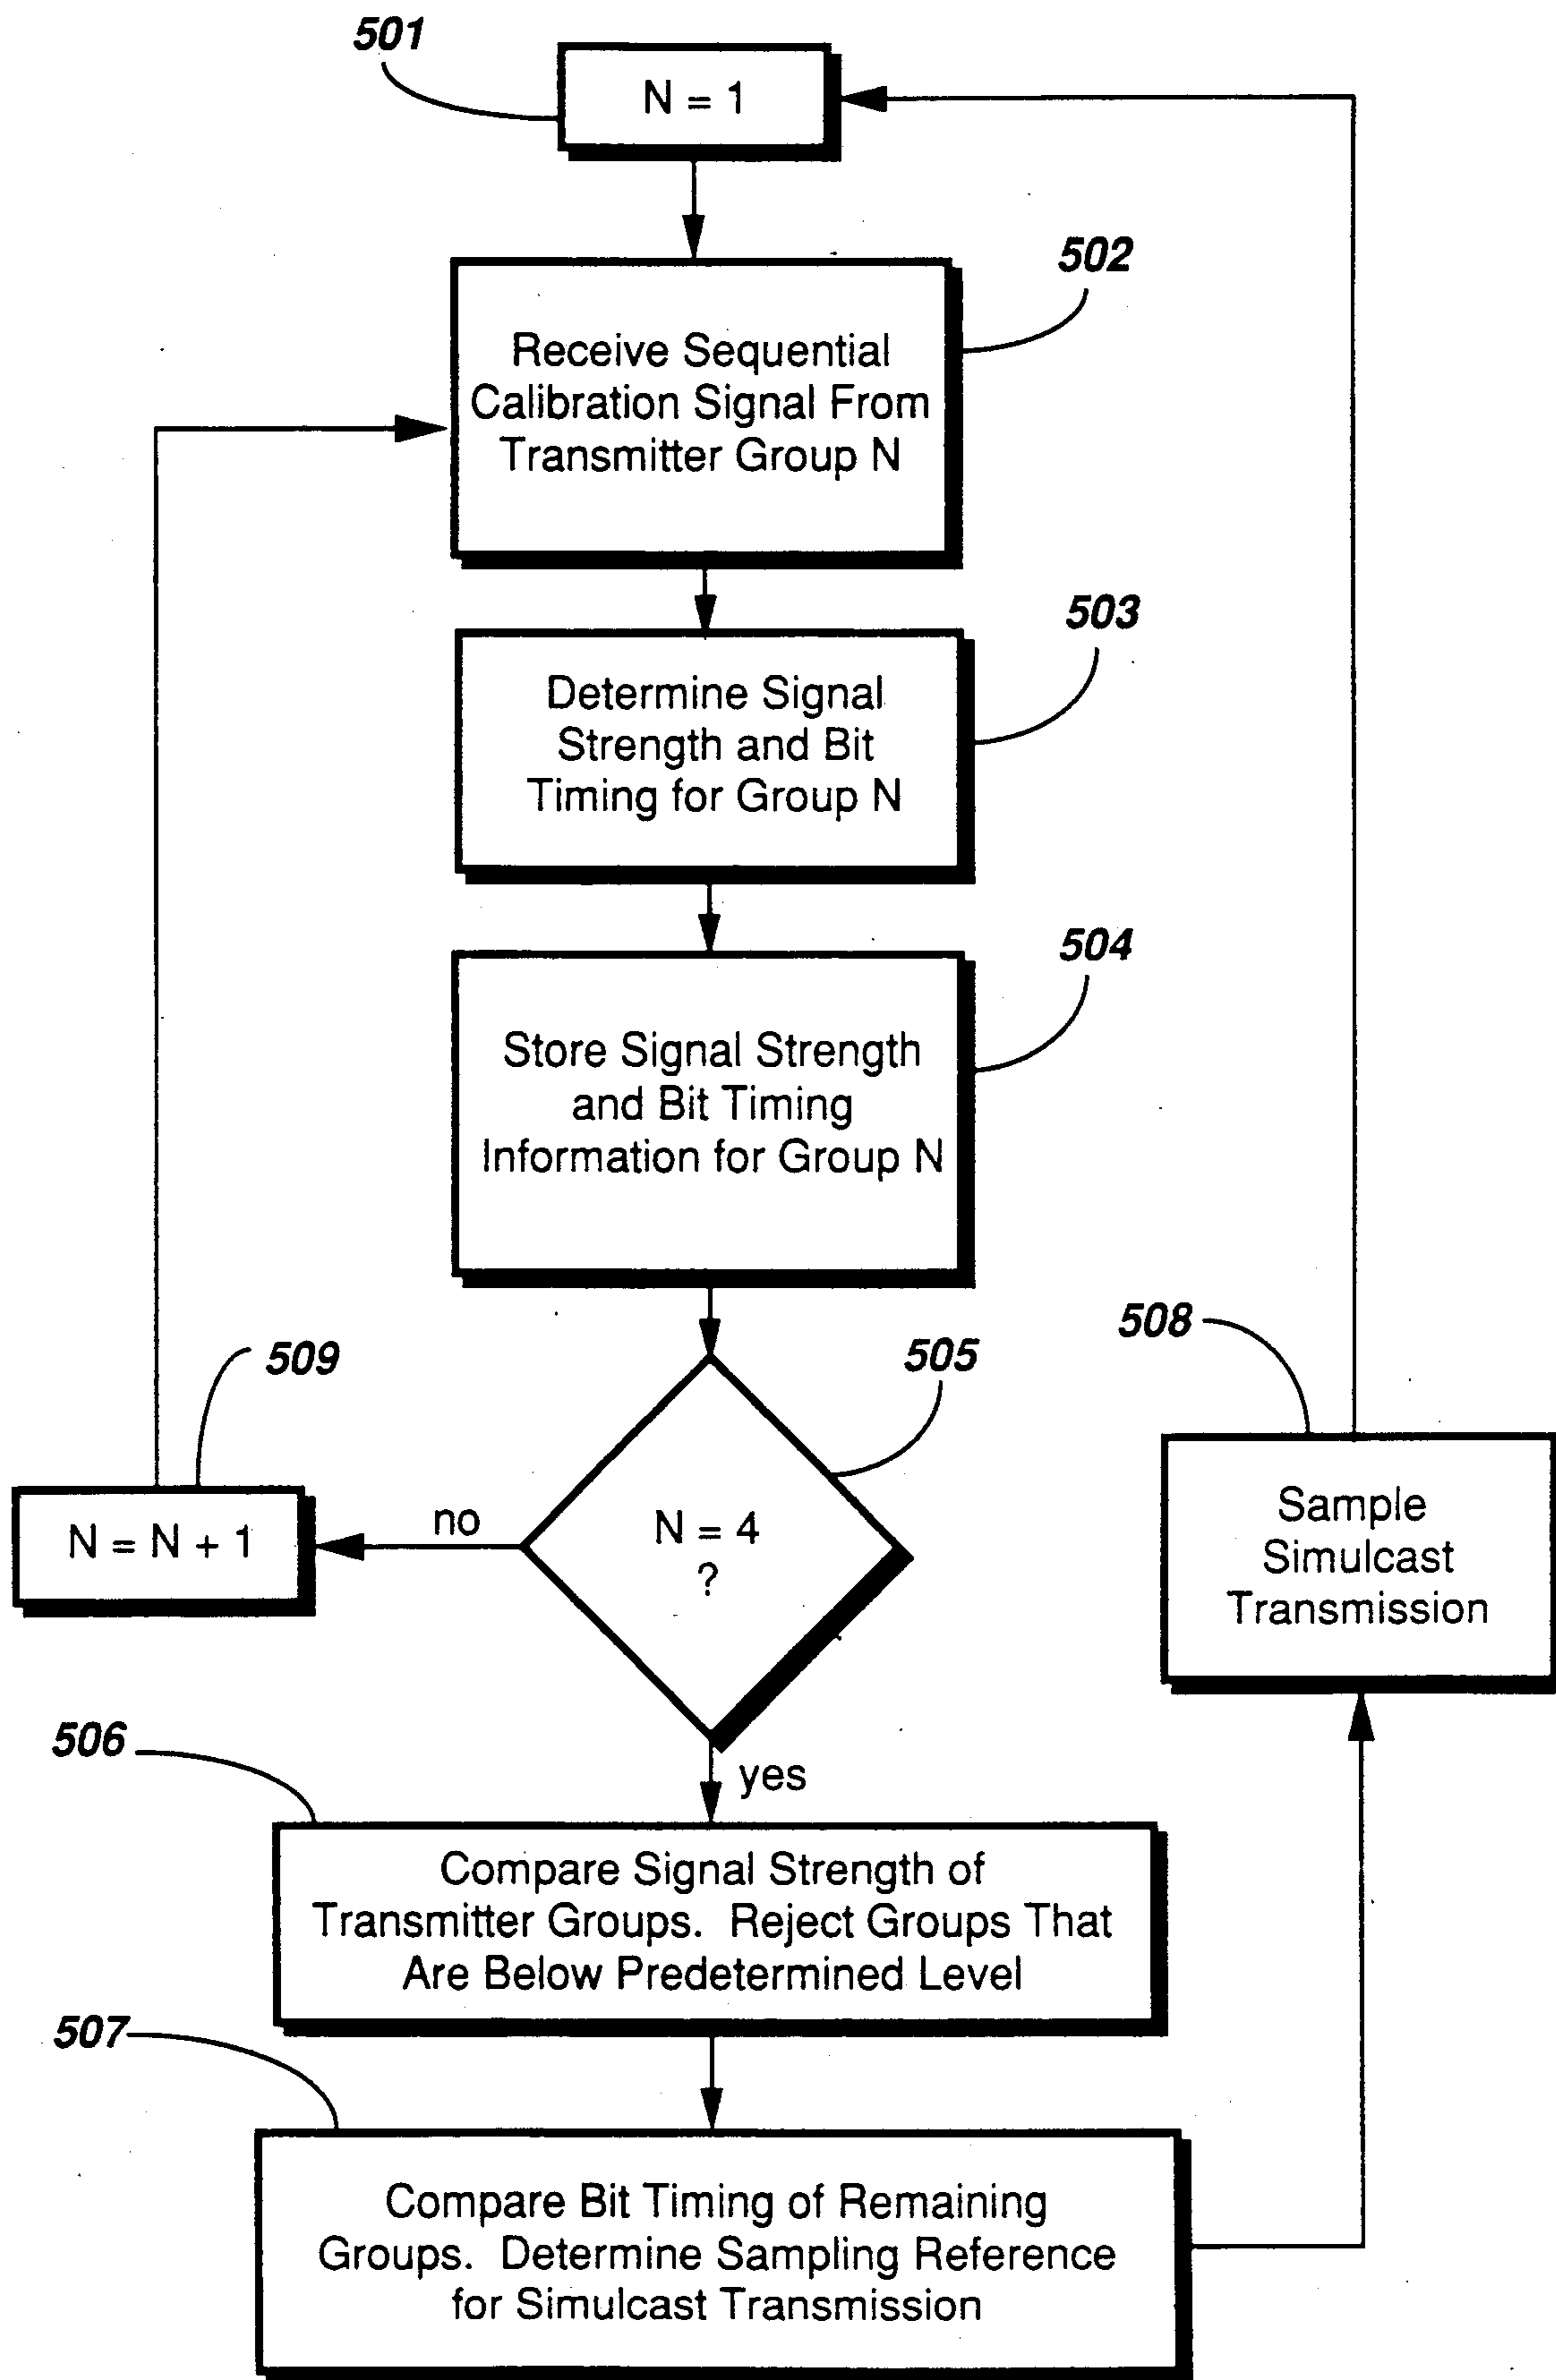 501
N = 1
502
Receive Sequential
Calibration Signal From
Transmitter Group N
503
Determine Signal
Strength and Bit
Timing for Group N
504
Store Signal Strength
and Bit Timing
Information for Group N
505
N = 4
?
no
509
N = N + 1
508
Sample
Simulcast
Transmission
yes
506
Compare Signal Strength of
Transmitter Groups. Reject Groups That
Are Below Predetermined Level
507
Compare Bit Timing of Remaining
Groups. Determine Sampling Reference
for Simulcast Transmission